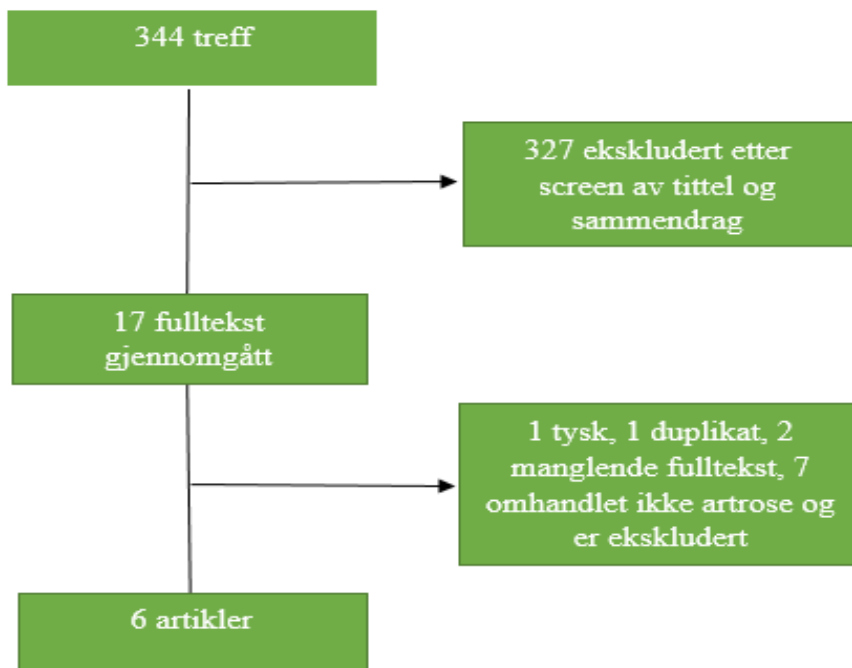 344 treff
327 ekskludert etter
screen av tittel og
sammendrag
17 fulltekst
gjennomgått
1 tysk, 1 duplikat, 2
manglende fulltekst, 7
omhandlet ikke artrose og
er ekskludert
6 artikler